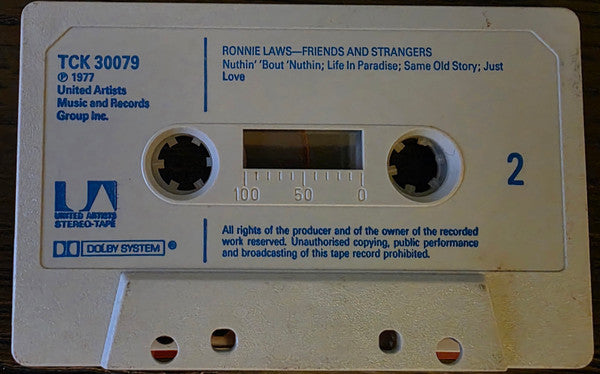 TCK 30079
℗ 1977
United Artists
Music and Records
Group Inc.
RONNIE LAWS—FRIENDS AND STRANGERS
Nuthin' 'Bout 'Nuthin; Life In Paradise; Same Old Story; Just
Love
100 50 0
2
UA
UNITED ARTISTS
STEREO-TAPE
DOLBY SYSTEM ®
All rights of the producer and of the owner of the recorded
work reserved. Unauthorised copying, public performance
and broadcasting of this tape record prohibited.